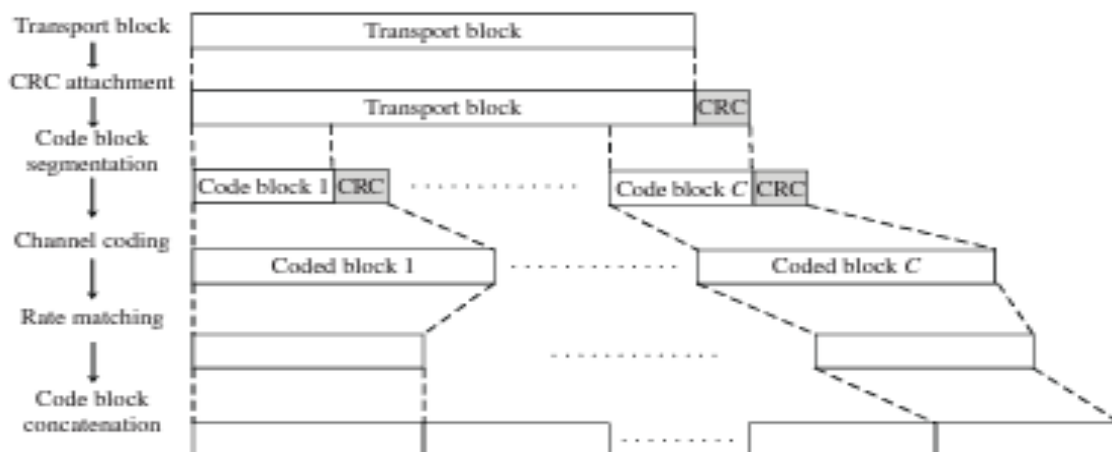 Transport block
Transport block
CRC attachment
Transport block CRC
Code block
segmentation
Code block 1 CRC
Code block C CRC
Channel coding
Coded block 1
Coded block C
Rate matching
Code block
concatenation